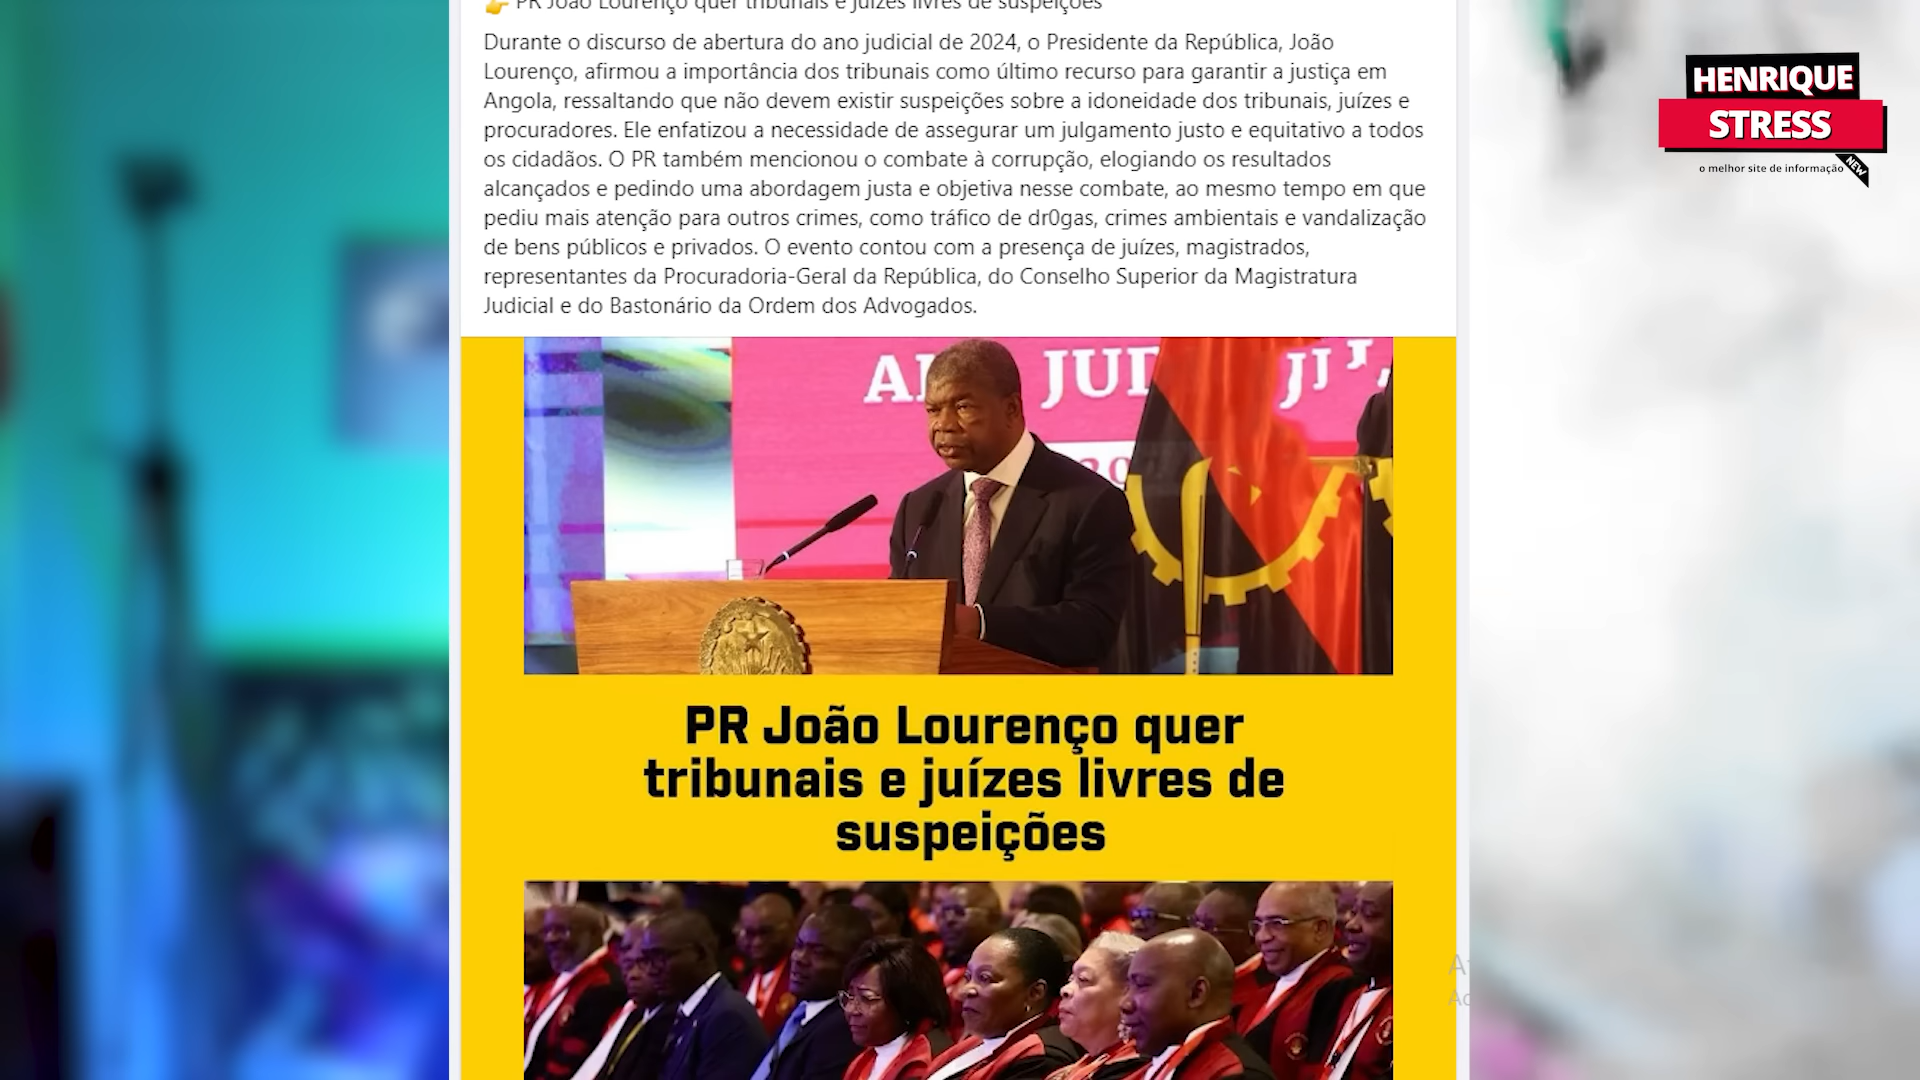 👉 PR João Lourenço quer tribunais e juízes livres de suspeições
Durante o discurso de abertura do ano judicial de 2024, o Presidente da República, João
Lourenço, afirmou a importância dos tribunais como último recurso para garantir a justiça em
Angola, ressaltando que não devem existir suspeições sobre a idoneidade dos tribunais, juízes e
procuradores. Ele enfatizou a necessidade de assegurar um julgamento justo e equitativo a todos
os cidadãos. O PR também mencionou o combate à corrupção, elogiando os resultados
alcançados e pedindo uma abordagem justa e objetiva nesse combate, ao mesmo tempo em que
pediu mais atenção para outros crimes, como tráfico de dr0gas, crimes ambientais e vandalização
de bens públicos e privados. O evento contou com a presença de juízes, magistrados,
representantes da Procuradoria-Geral da República, do Conselho Superior da Magistratura
Judicial e do Bastonário da Ordem dos Advogados.
HENRIQUE
STRESS
o melhor site de informação
NEW
PR João Lourenço quer
tribunais e juízes livres de
suspeições